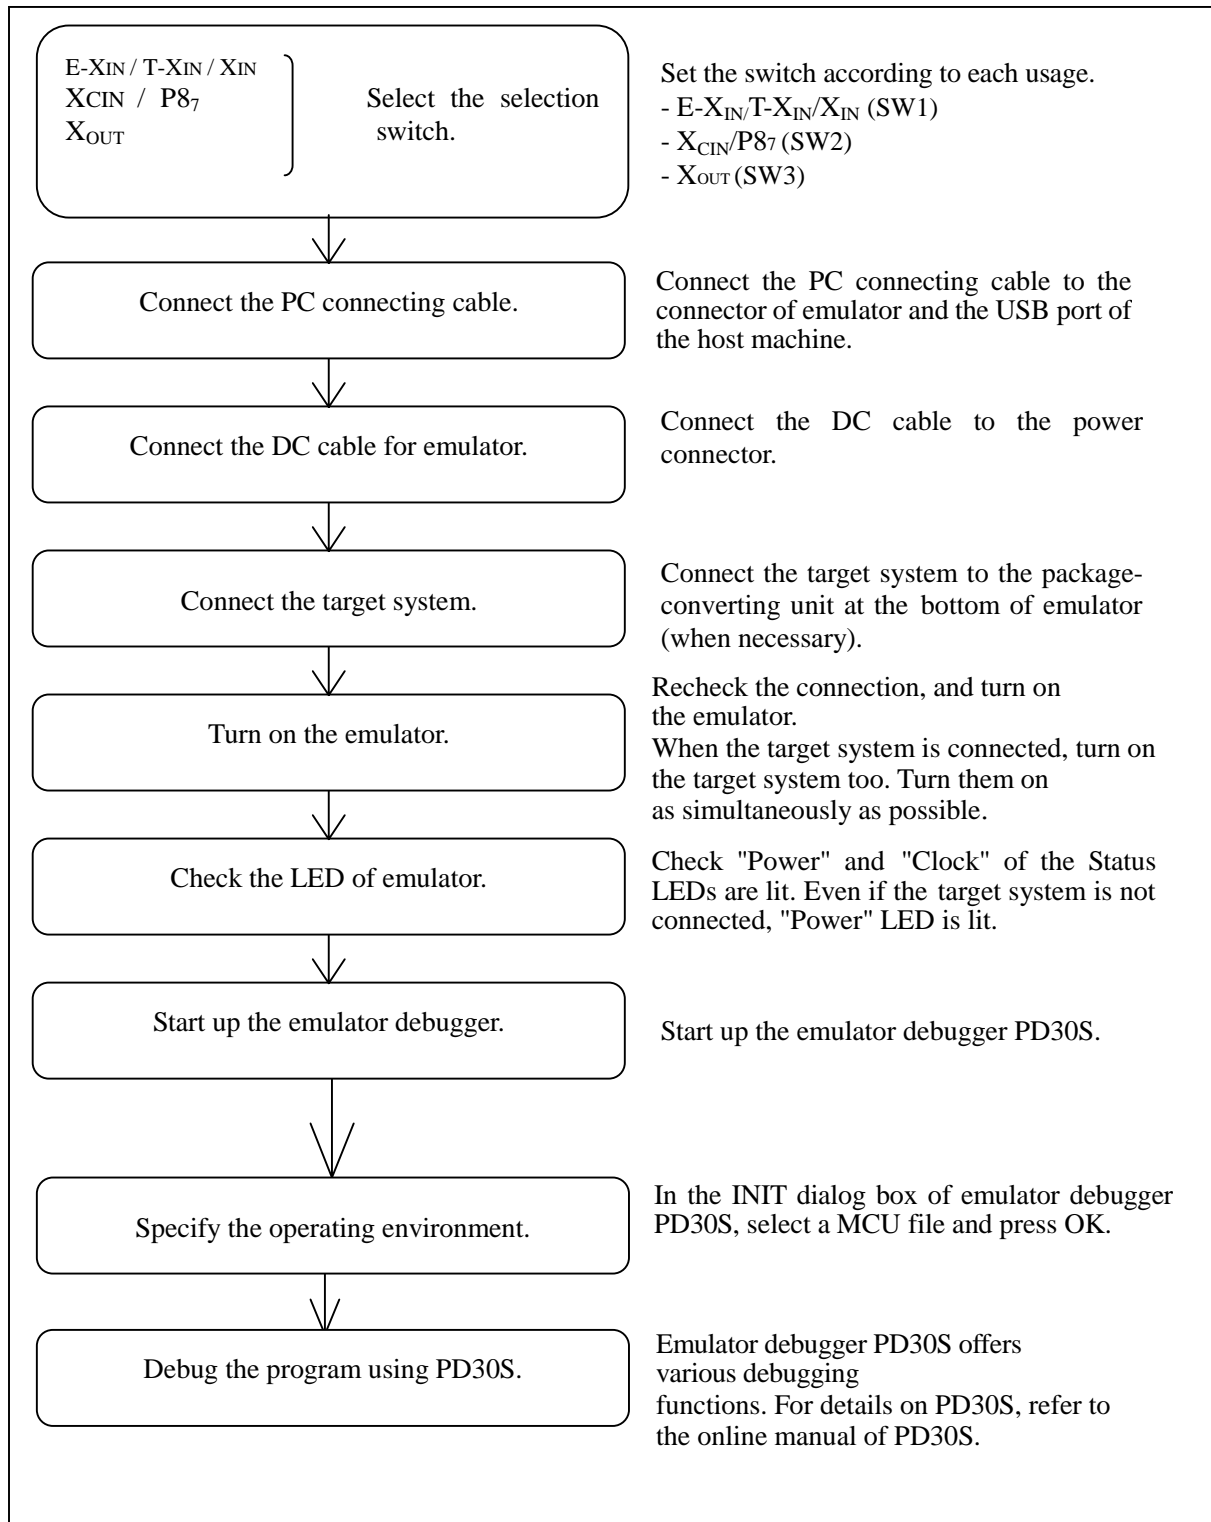 E-XIN / T-XIN / XIN
XCIN / P87
XOUT
Select the selection
switch.
Set the switch according to each usage.
- E-XIN/T-XIN/XIN (SW1)
- XCIN/P87 (SW2)
- XOUT (SW3)
Connect the PC connecting cable.
Connect the PC connecting cable to the
connector of emulator and the USB port of
the host machine.
Connect the DC cable for emulator.
Connect the DC cable to the power
connector.
Connect the target system.
Connect the target system to the package-
converting unit at the bottom of emulator
(when necessary).
Turn on the emulator.
Recheck the connection, and turn on
the emulator.
When the target system is connected, turn on
the target system too. Turn them on
as simultaneously as possible.
Check the LED of emulator.
Check "Power" and "Clock" of the Status
LEDs are lit. Even if the target system is not
connected, "Power" LED is lit.
Start up the emulator debugger.
Start up the emulator debugger PD30S.
Specify the operating environment.
In the INIT dialog box of emulator debugger
PD30S, select a MCU file and press OK.
Debug the program using PD30S.
Emulator debugger PD30S offers
various debugging
functions. For details on PD30S, refer to
the online manual of PD30S.